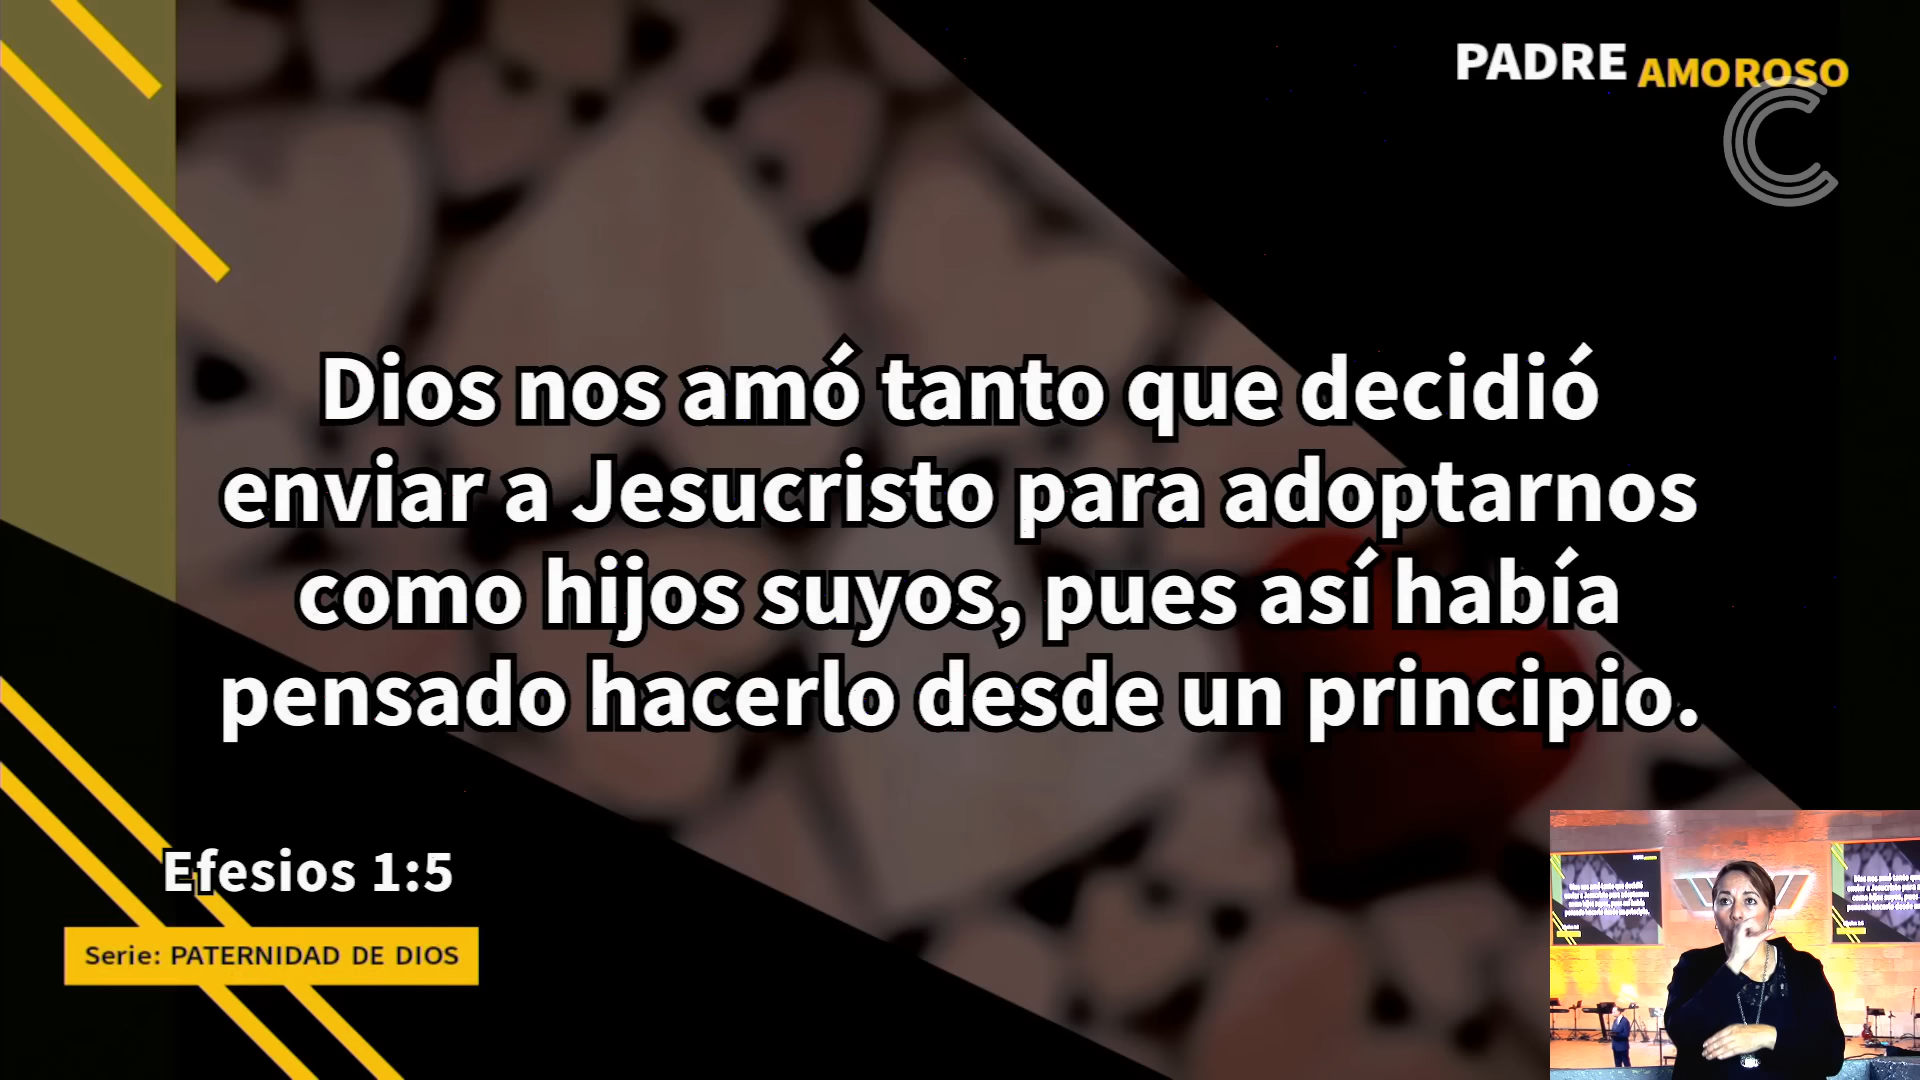 PADRE AMOROSO
Dios nos amó tanto que decidió
enviar a Jesucristo para adoptarnos
como hijos suyos, pues así había
pensado hacerlo desde un principio.
Efesios 1:5
Serie: PATERNIDAD DE DIOS